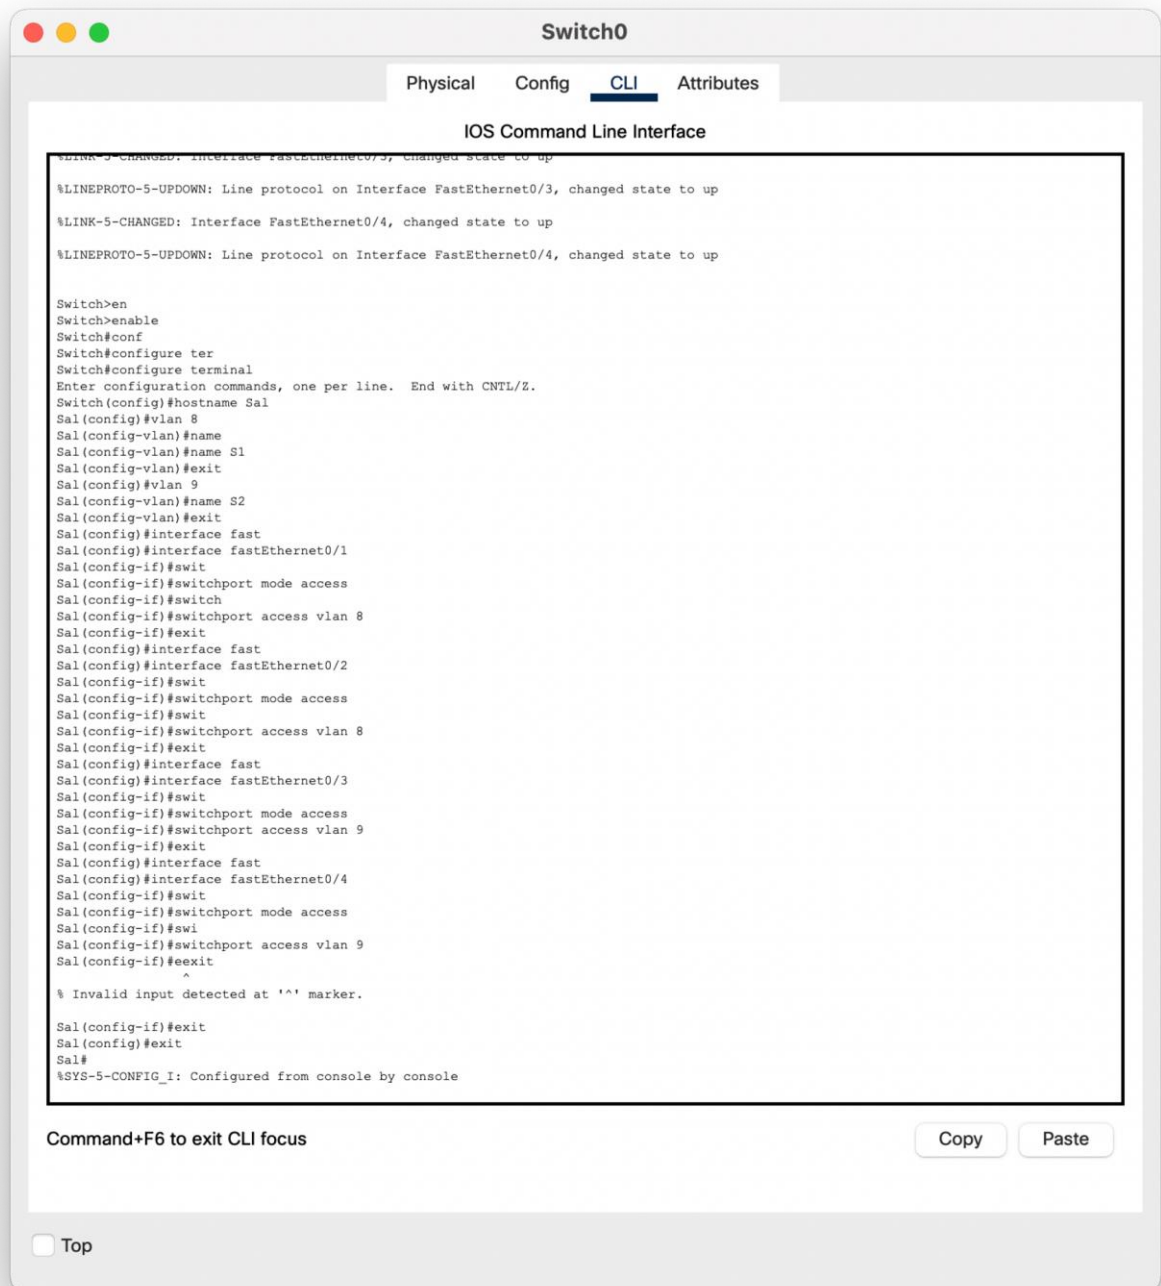 Switch0
Physical Config CLI Attributes
IOS Command Line Interface
%LINK-5-CHANGED: Interface FastEthernet0/3, changed state to up
%LINEPROTO-5-UPDOWN: Line protocol on Interface FastEthernet0/3, changed state to up
%LINK-5-CHANGED: Interface FastEthernet0/4, changed state to up
%LINEPROTO-5-UPDOWN: Line protocol on Interface FastEthernet0/4, changed state to up
Switch>en
Switch>enable
Switch#conf
Switch#configure ter
Switch#configure terminal
Enter configuration commands, one per line.  End with CNTL/Z.
Switch(config)#hostname Sal
Sal(config)#vlan 8
Sal(config-vlan)#name
Sal(config-vlan)#name S1
Sal(config-vlan)#exit
Sal(config)#vlan 9
Sal(config-vlan)#name S2
Sal(config-vlan)#exit
Sal(config)#interface fast
Sal(config)#interface fastEthernet0/1
Sal(config-if)#swit
Sal(config-if)#switchport mode access
Sal(config-if)#switch
Sal(config-if)#switchport access vlan 8
Sal(config-if)#exit
Sal(config)#interface fast
Sal(config)#interface fastEthernet0/2
Sal(config-if)#swit
Sal(config-if)#switchport mode access
Sal(config-if)#swit
Sal(config-if)#switchport access vlan 8
Sal(config-if)#exit
Sal(config)#interface fast
Sal(config)#interface fastEthernet0/3
Sal(config-if)#swit
Sal(config-if)#switchport mode access
Sal(config-if)#switchport access vlan 9
Sal(config-if)#exit
Sal(config)#interface fast
Sal(config)#interface fastEthernet0/4
Sal(config-if)#swit
Sal(config-if)#switchport mode access
Sal(config-if)#swi
Sal(config-if)#switchport access vlan 9
Sal(config-if)#eexit
^
% Invalid input detected at '^' marker.
Sal(config-if)#exit
Sal(config)#exit
Sal#
%SYS-5-CONFIG_I: Configured from console by console
Command+F6 to exit CLI focus
Copy Paste
Top